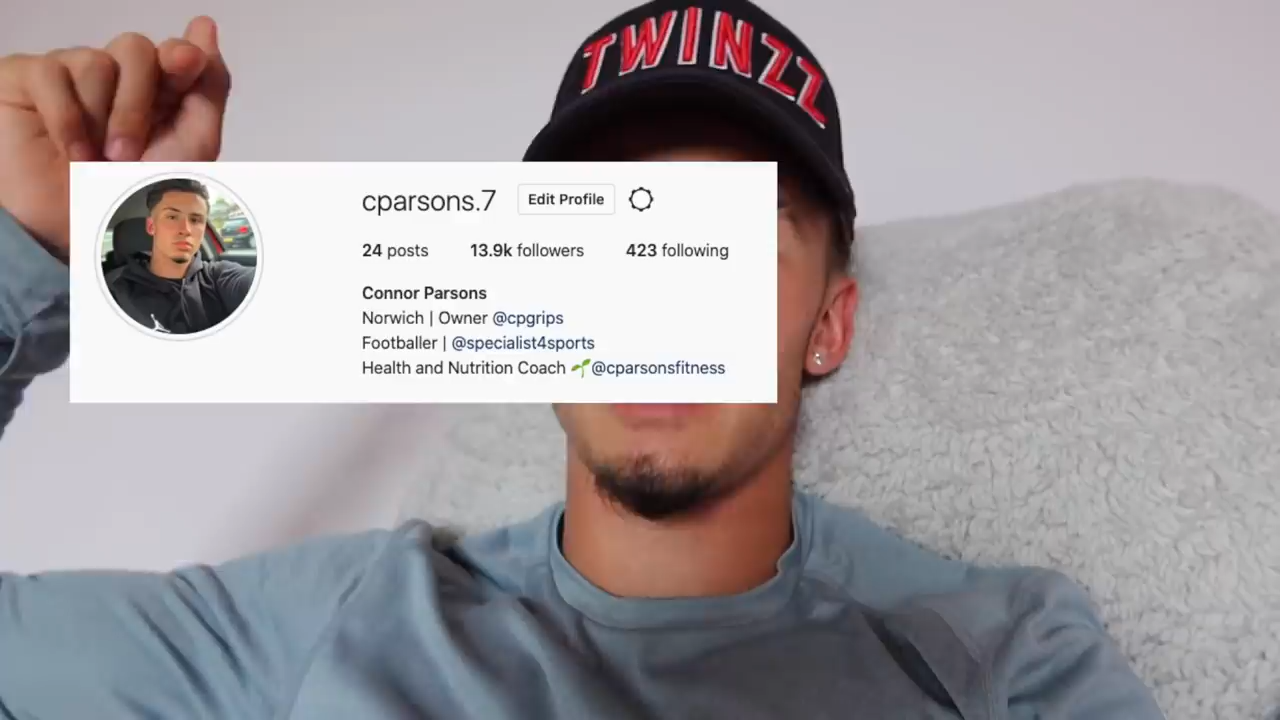 TWINZZ
cparsons.7 Edit Profile
24 posts 13.9k followers 423 following
Connor Parsons
Norwich | Owner @cpgrips
Footballer | @specialist4sports
Health and Nutrition Coach 🌱@cparsonsfitness